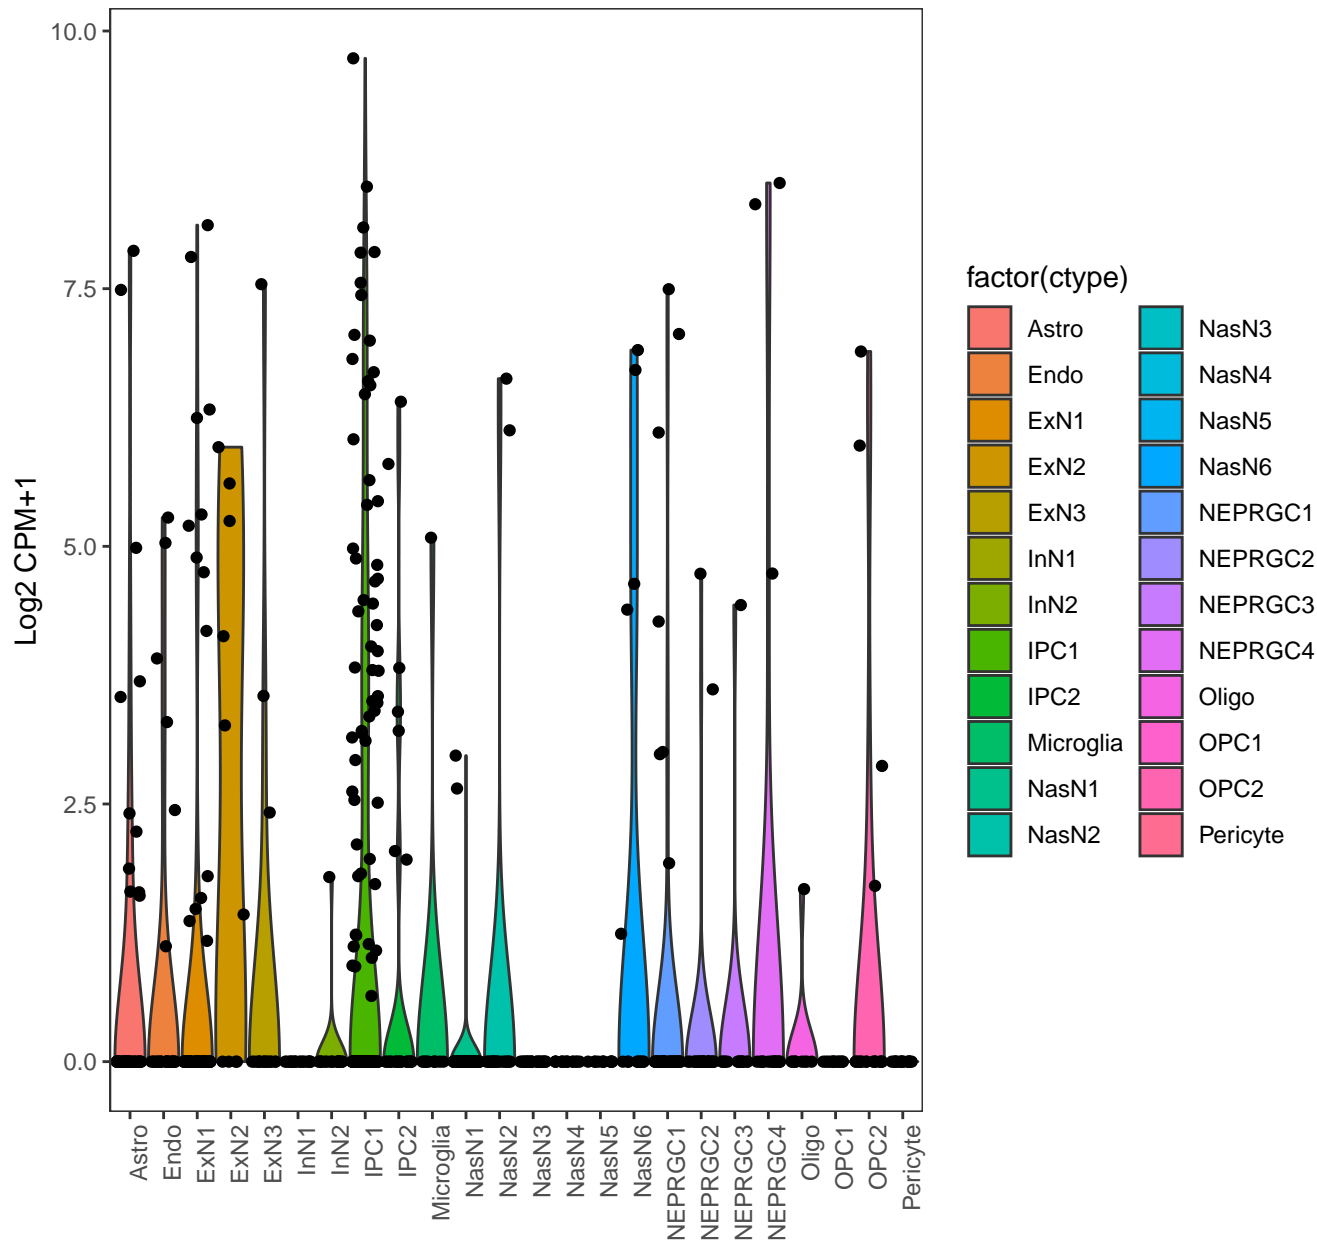 10.0
7.5
5.0
2.5
0.0
Log2 CPM+1
Astro
Endo
ExN1
ExN2
ExN3
InN1
InN2
IPC1
IPC2
Microglia
NasN1
NasN2
NasN3
NasN4
NasN5
NasN6
NEPRGC1
NEPRGC2
NEPRGC3
NEPRGC4
Oligo
OPC1
OPC2
Pericyte
factor(ctype)
Astro
Endo
ExN1
ExN2
ExN3
InN1
InN2
IPC1
IPC2
Microglia
NasN1
NasN2
NasN3
NasN4
NasN5
NasN6
NEPRGC1
NEPRGC2
NEPRGC3
NEPRGC4
Oligo
OPC1
OPC2
Pericyte